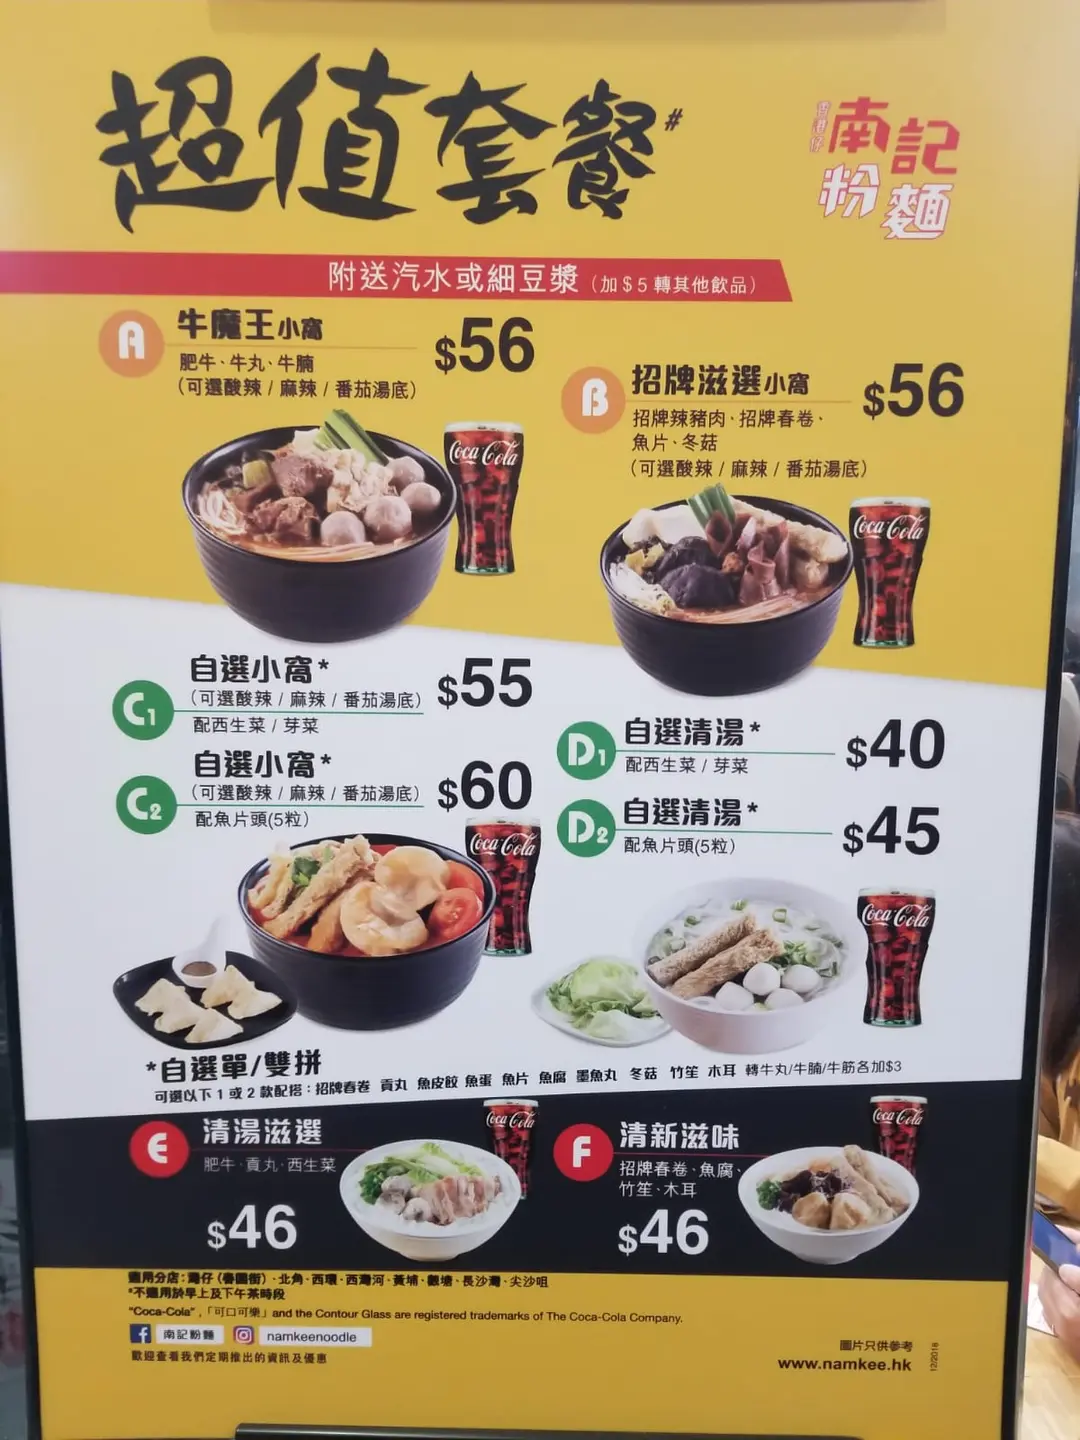 超值套餐#
香港仔
南記
粉麵
附送汽水或細豆漿（加$5轉其他飲品）
A
牛魔王小窩
$56
肥牛、牛丸、牛腩
（可選酸辣 / 麻辣 / 番茄湯底）
B
招牌滋選小窩
$56
招牌辣豬肉、招牌春卷、
魚片、冬菇
（可選酸辣 / 麻辣 / 番茄湯底）
Coca-Cola
Coca-Cola
C1
自選小窩*
$55
（可選酸辣 / 麻辣 / 番茄湯底）
配西生菜 / 芽菜
C2
自選小窩*
$60
（可選酸辣 / 麻辣 / 番茄湯底）
配魚片頭(5粒)
D1
自選清湯*
$40
配西生菜 / 芽菜
D2
自選清湯*
$45
配魚片頭(5粒)
Coca-Cola
Coca-Cola
*自選單/雙拼
可選以下1或2款配搭：招牌春卷 貢丸 魚皮餃 魚蛋 魚片 魚腐 墨魚丸 冬菇 竹笙 木耳 轉牛丸/牛腩/牛筋各加$3
E
清湯滋選
肥牛、貢丸、西生菜
$46
Coca-Cola
F
清新滋味
招牌春卷、魚腐、
竹笙、木耳
$46
Coca-Cola
適用分店：灣仔（春園街）、北角、西環、西灣河、黃埔、觀塘、長沙灣、尖沙咀
#不適用於早上及下午茶時段
"Coca-Cola"，「可口可樂」and the Contour Glass are registered trademarks of The Coca-Cola Company.
南記粉麵
namkeenoodle
歡迎查看我們定期推出的資訊及優惠
圖片只供參考
www.namkee.hk
12/2018